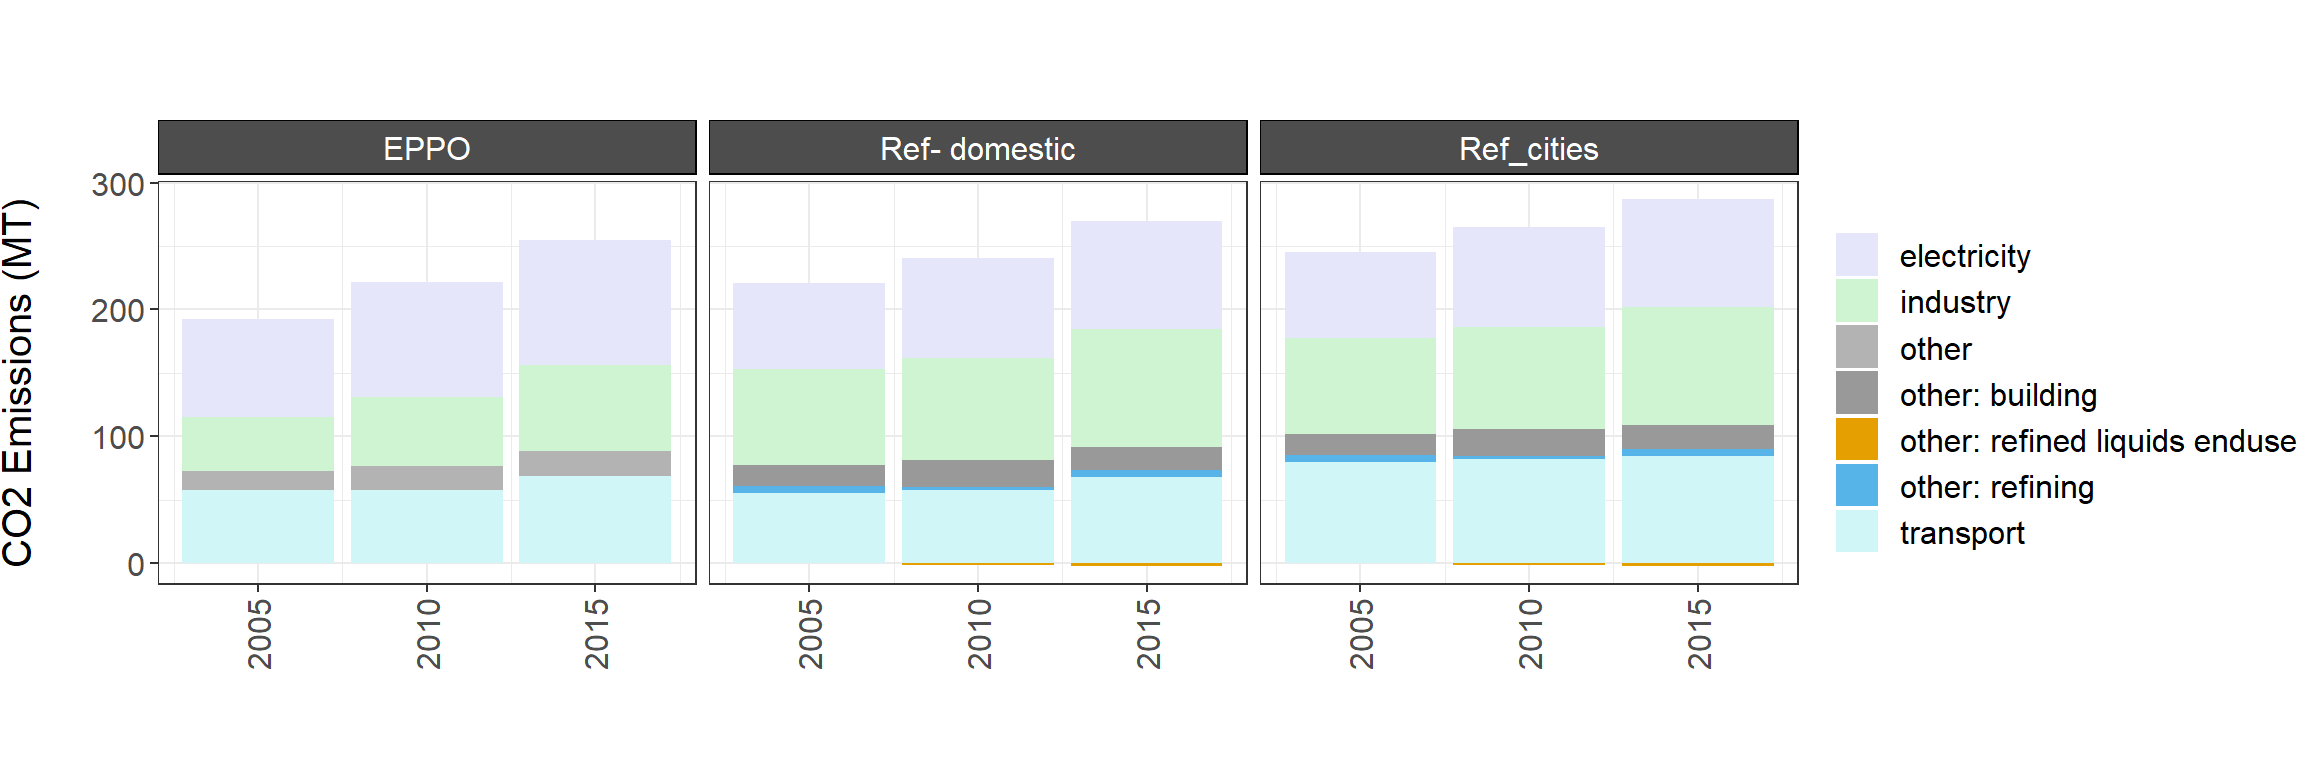 EPPO
Ref- domestic
Ref_cities
CO2 Emissions (MT)
300
200
100
0
2005
2010
2015
2005
2010
2015
2005
2010
2015
electricity
industry
other
other: building
other: refined liquids enduse
other: refining
transport